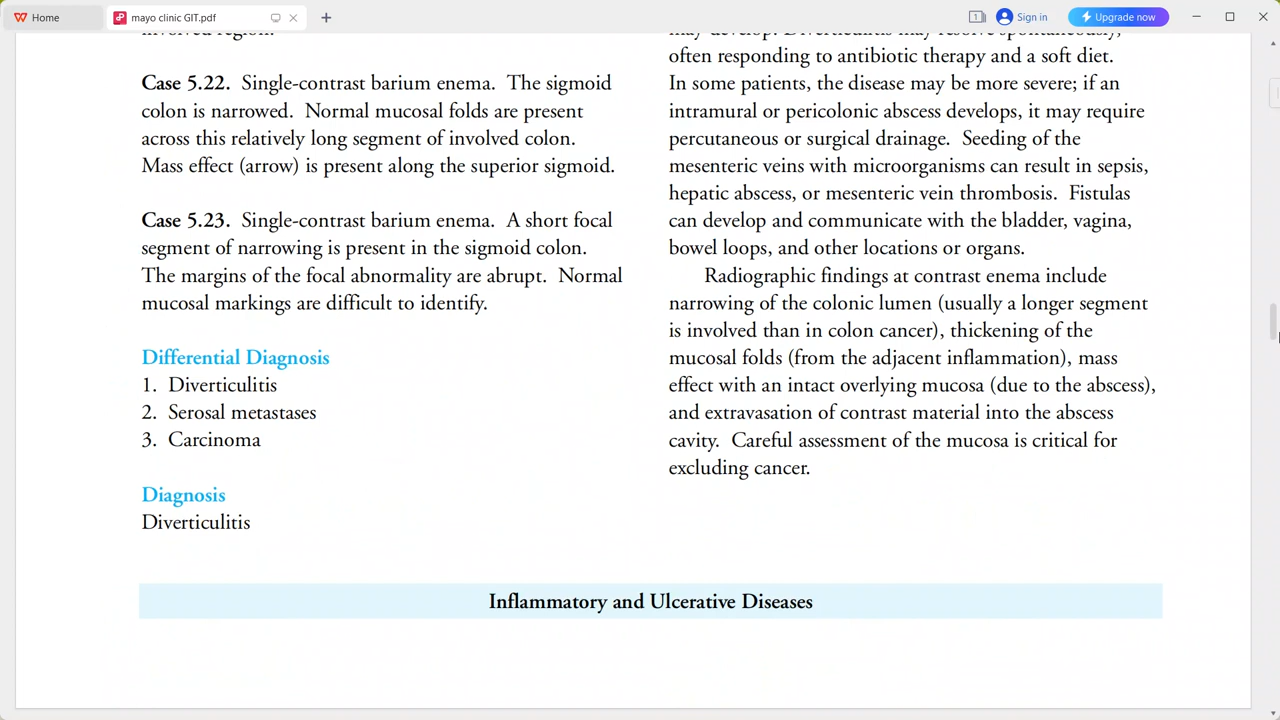 Home
mayo clinic GIT.pdf
1
Sign in
Upgrade now
involved region.
Case 5.22. Single-contrast barium enema. The sigmoid
colon is narrowed. Normal mucosal folds are present
across this relatively long segment of involved colon.
Mass effect (arrow) is present along the superior sigmoid.
Case 5.23. Single-contrast barium enema. A short focal
segment of narrowing is present in the sigmoid colon.
The margins of the focal abnormality are abrupt. Normal
mucosal markings are difficult to identify.
Differential Diagnosis
1. Diverticulitis
2. Serosal metastases
3. Carcinoma
Diagnosis
Diverticulitis
may develop. Diverticulitis may resolve spontaneously,
often responding to antibiotic therapy and a soft diet.
In some patients, the disease may be more severe; if an
intramural or pericolonic abscess develops, it may require
percutaneous or surgical drainage. Seeding of the
mesenteric veins with microorganisms can result in sepsis,
hepatic abscess, or mesenteric vein thrombosis. Fistulas
can develop and communicate with the bladder, vagina,
bowel loops, and other locations or organs.
Radiographic findings at contrast enema include
narrowing of the colonic lumen (usually a longer segment
is involved than in colon cancer), thickening of the
mucosal folds (from the adjacent inflammation), mass
effect with an intact overlying mucosa (due to the abscess),
and extravasation of contrast material into the abscess
cavity. Careful assessment of the mucosa is critical for
excluding cancer.
Inflammatory and Ulcerative Diseases